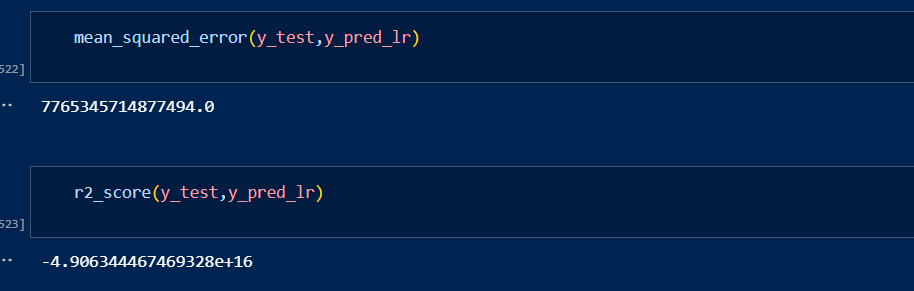 mean_squared_error(y_test,y_pred_lr)
522]
7765345714877494.0
r2_score(y_test,y_pred_lr)
523]
-4.906344467469328e+16